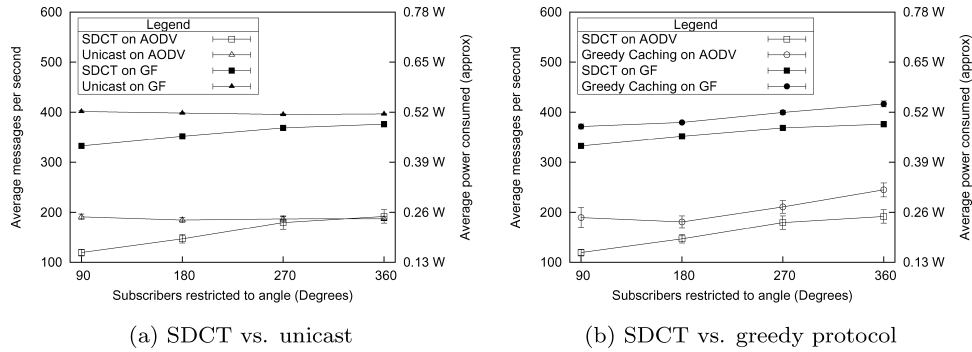 600
500
400
300
200
100
Average messages per second
Legend
SDCT on AODV
Unicast on AODV
SDCT on GF
Unicast on GF
0.78 W
0.65 W
0.52 W
0.39 W
0.26 W
0.13 W
Average power consumed (approx)
90 180 270 360
Subscribers restricted to angle (Degrees)
(a) SDCT vs. unicast
600
500
400
300
200
100
Average messages per second
Legend
SDCT on AODV
Greedy Caching on AODV
SDCT on GF
Greedy Caching on GF
0.78 W
0.65 W
0.52 W
0.39 W
0.26 W
0.13 W
Average power consumed (approx)
90 180 270 360
Subscribers restricted to angle (Degrees)
(b) SDCT vs. greedy protocol